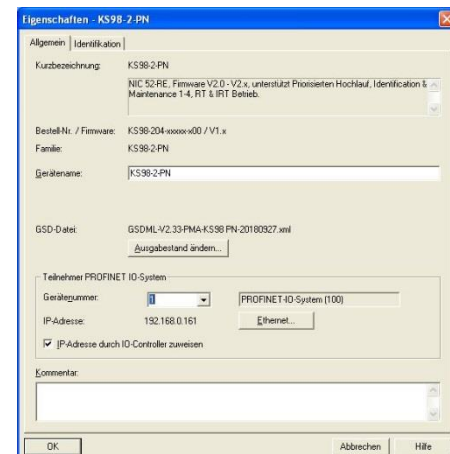 Eigenschaften - KS98-2-PN
Allgemein Identifikation
Kurzbezeichnung: KS98-2-PN
NIC 52-RE, Firmware V2.0 - V2.x, unterstützt Priorisierten Hochlauf, Identification &
Maintenance 1-4, RT & IRT Betrieb.
Bestell-Nr. / Firmware: KS98-204-xxxxx-x00 / V1.x
Familie: KS98-2-PN
Gerätename: KS98-2-PN
GSD-Datei: GSDML-V2.33-PMA-KS98 PN-20180927.xml
Ausgabestand ändern...
Teilnehmer PROFINET IO-System
Gerätenummer: 1 PROFINET-IO-System (100)
IP-Adresse: 192.168.0.161 Ethernet...
IP-Adresse durch IO-Controller zuweisen
Kommentar:
OK Abbrechen Hilfe